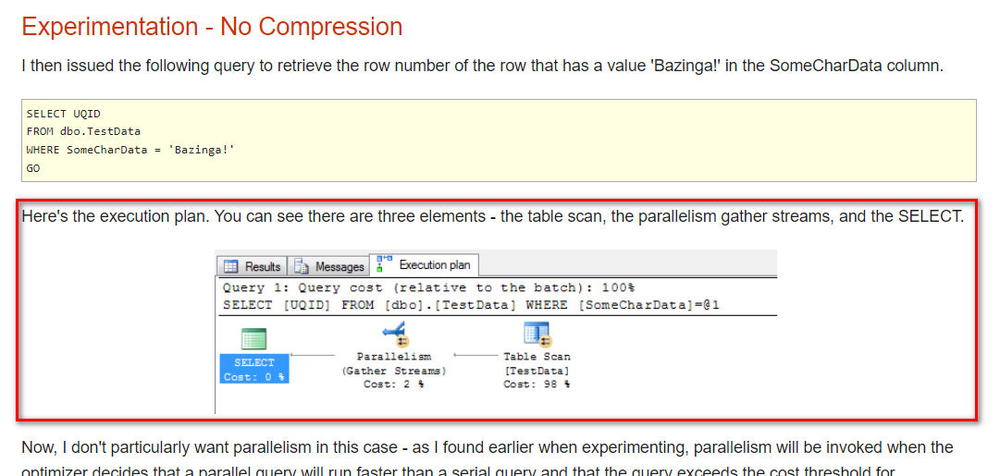 Experimentation - No Compression
I then issued the following query to retrieve the row number of the row that has a value 'Bazinga!' in the SomeCharData column.
SELECT UQID
FROM dbo.TestData
WHERE SomeCharData = 'Bazinga!'
GO
Here's the execution plan. You can see there are three elements - the table scan, the parallelism gather streams, and the SELECT.
Results Messages Execution plan
Query 1: Query cost (relative to the batch): 100%
SELECT [UQID] FROM [dbo].[TestData] WHERE [SomeCharData]=@1
SELECT
Cost: 0 %
Parallelism
(Gather Streams)
Cost: 2 %
Table Scan
[TestData]
Cost: 98 %
Now, I don't particularly want parallelism in this case - as I found earlier when experimenting, parallelism will be invoked when the
optimizer decides that a parallel query will run faster than a serial query and that the query exceeds the cost threshold for